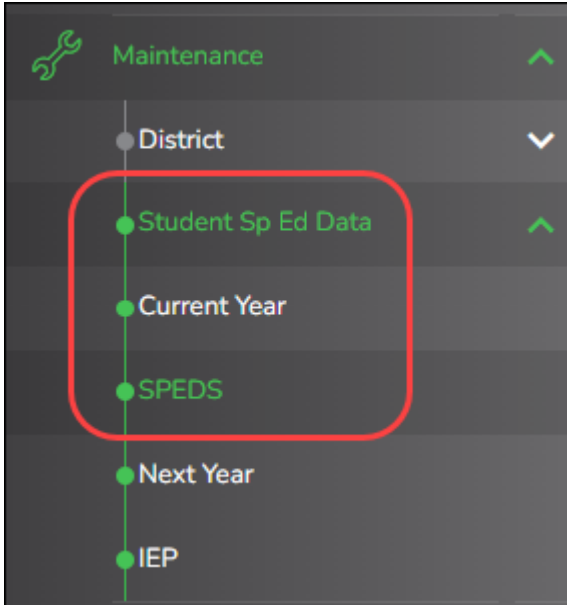 Maintenance
District
Student Sp Ed Data
Current Year
SPEDS
Next Year
IEP